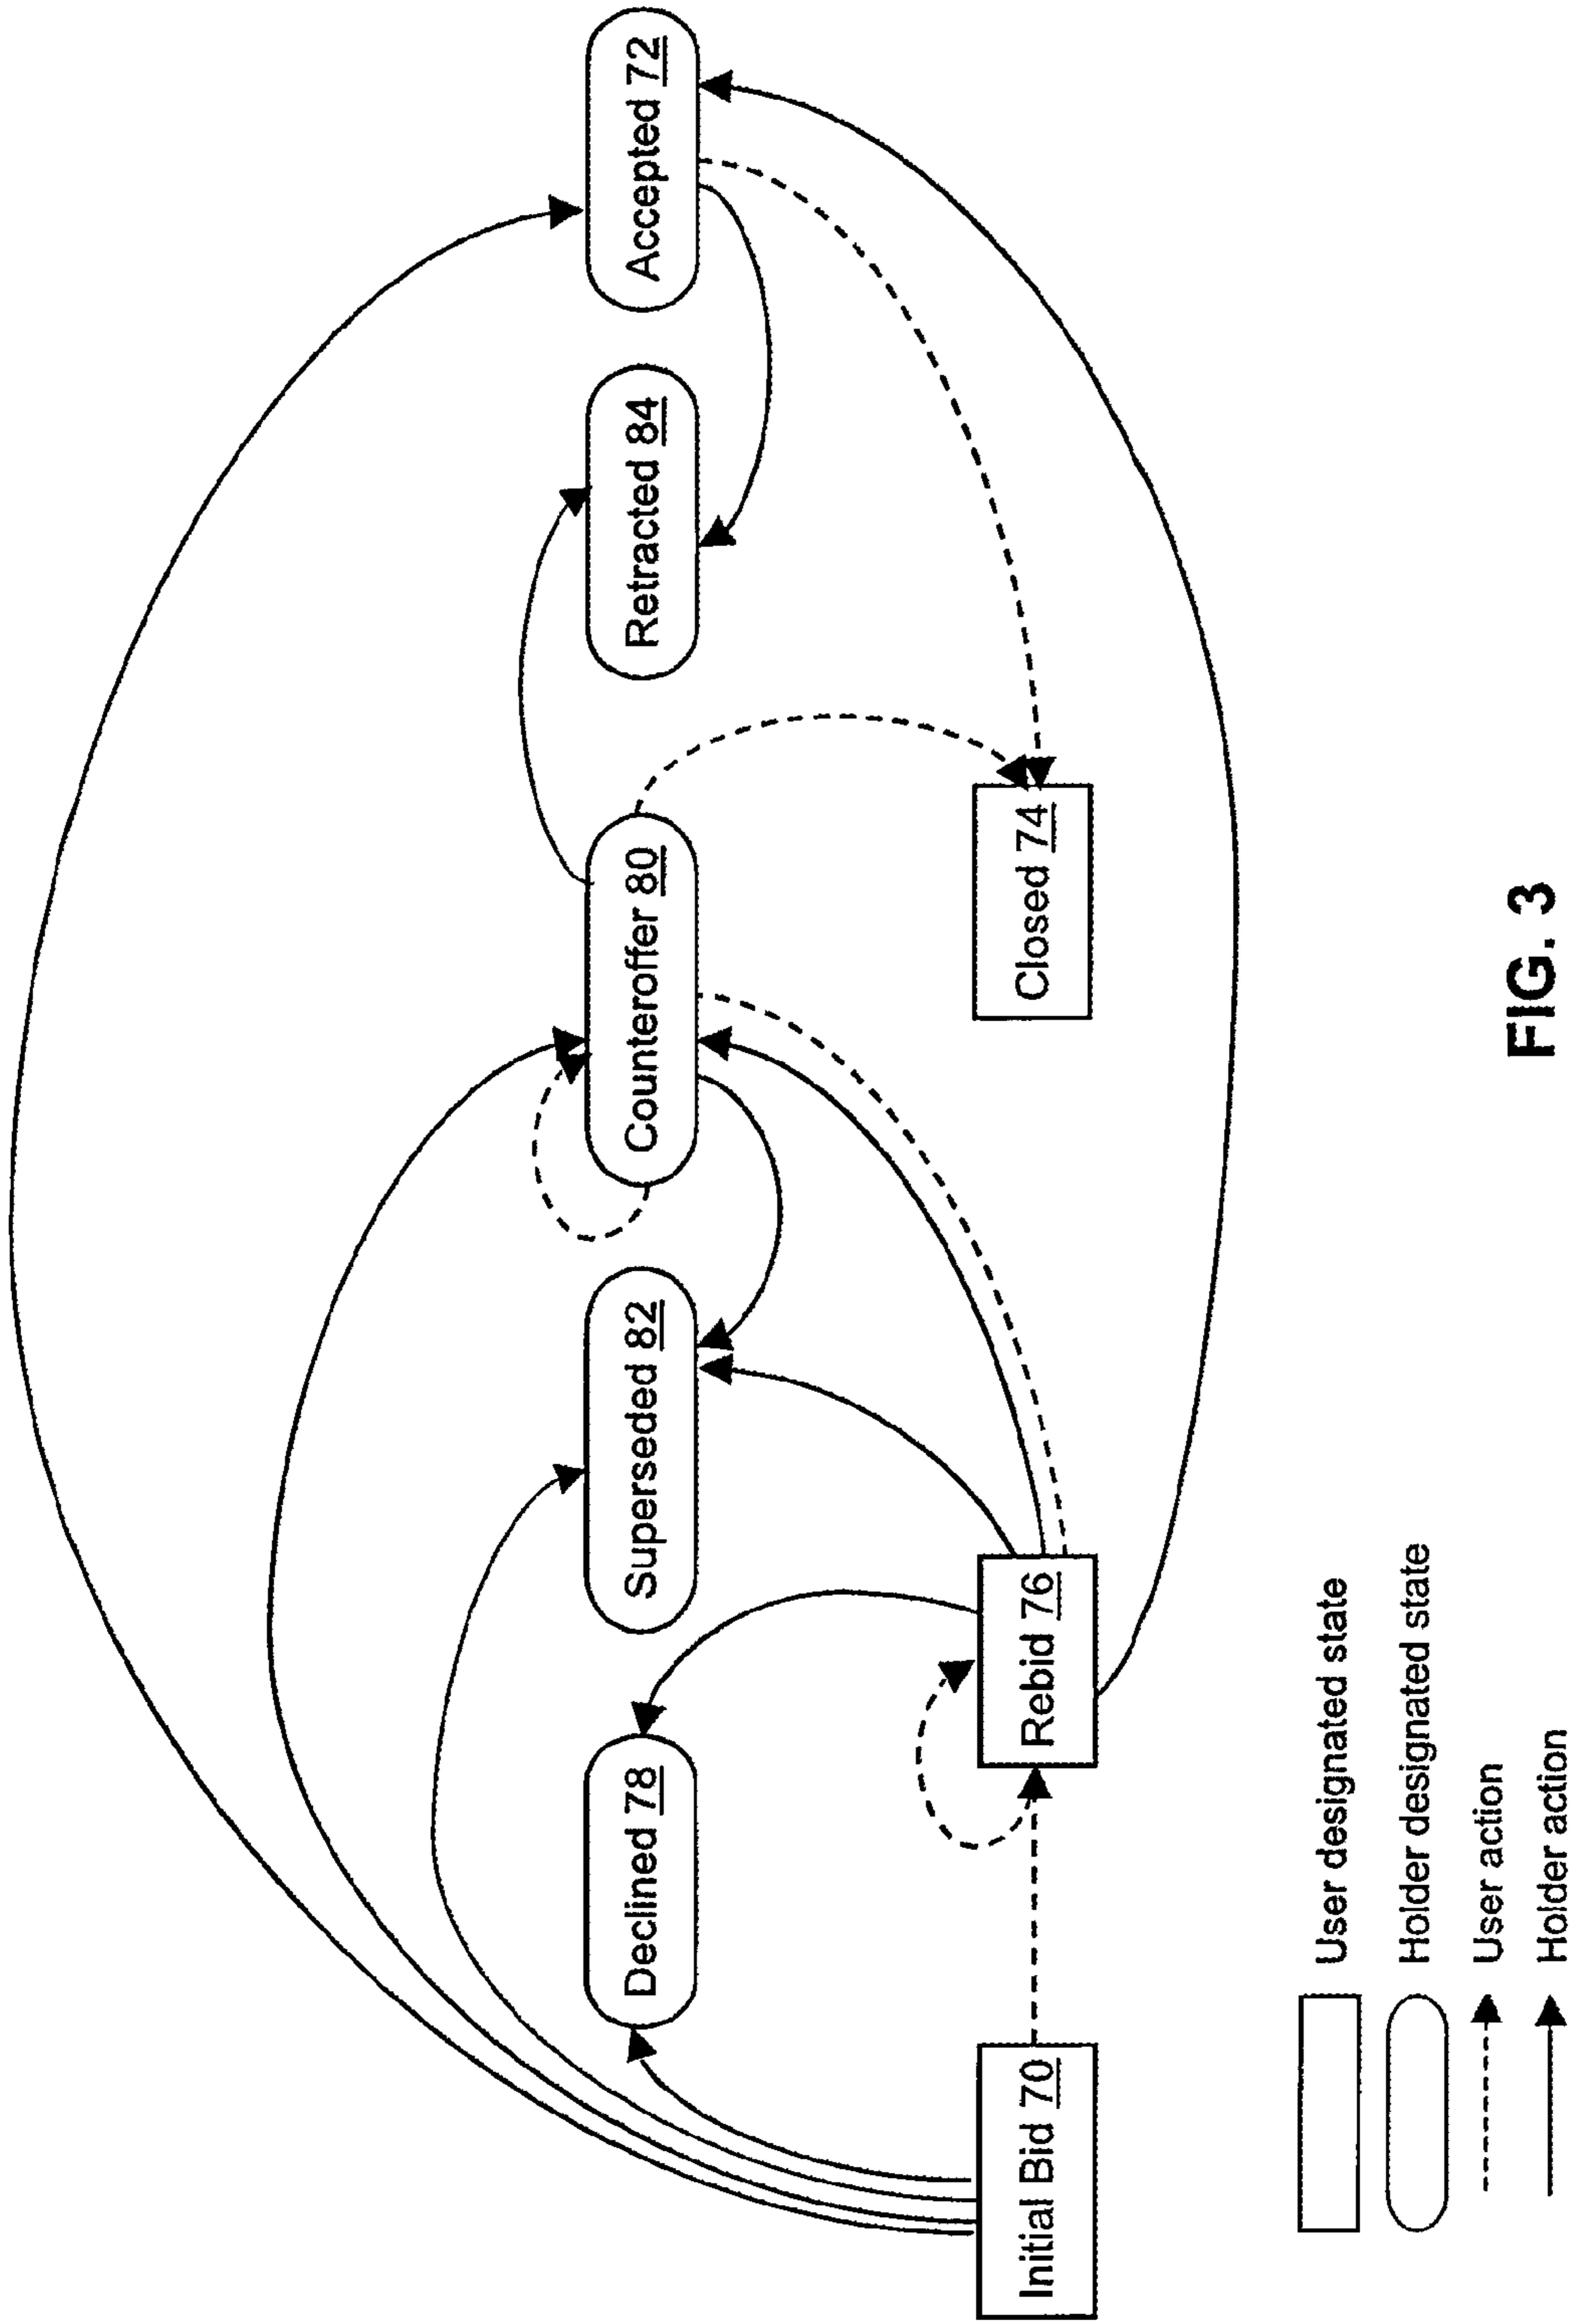 Initial Bid 70
Declined 78
Rebid 76
Superseded 82
Counteroffer 80
Closed 74
Retracted 84
Accepted 72
User designated state
Holder designated state
User action
Holder action
FIG. 3